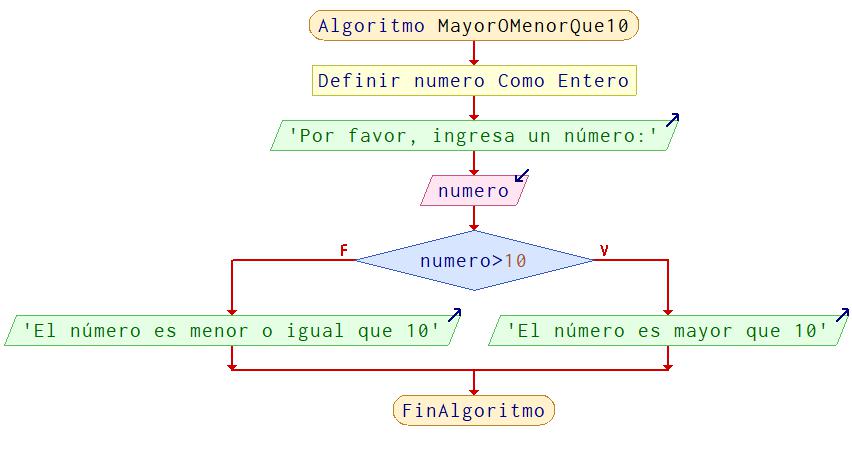 Algoritmo MayorOMenorQue10
Definir numero Como Entero
'Por favor, ingresa un número:'
numero
F
numero>10
V
'El número es menor o igual que 10'
'El número es mayor que 10'
FinAlgoritmo